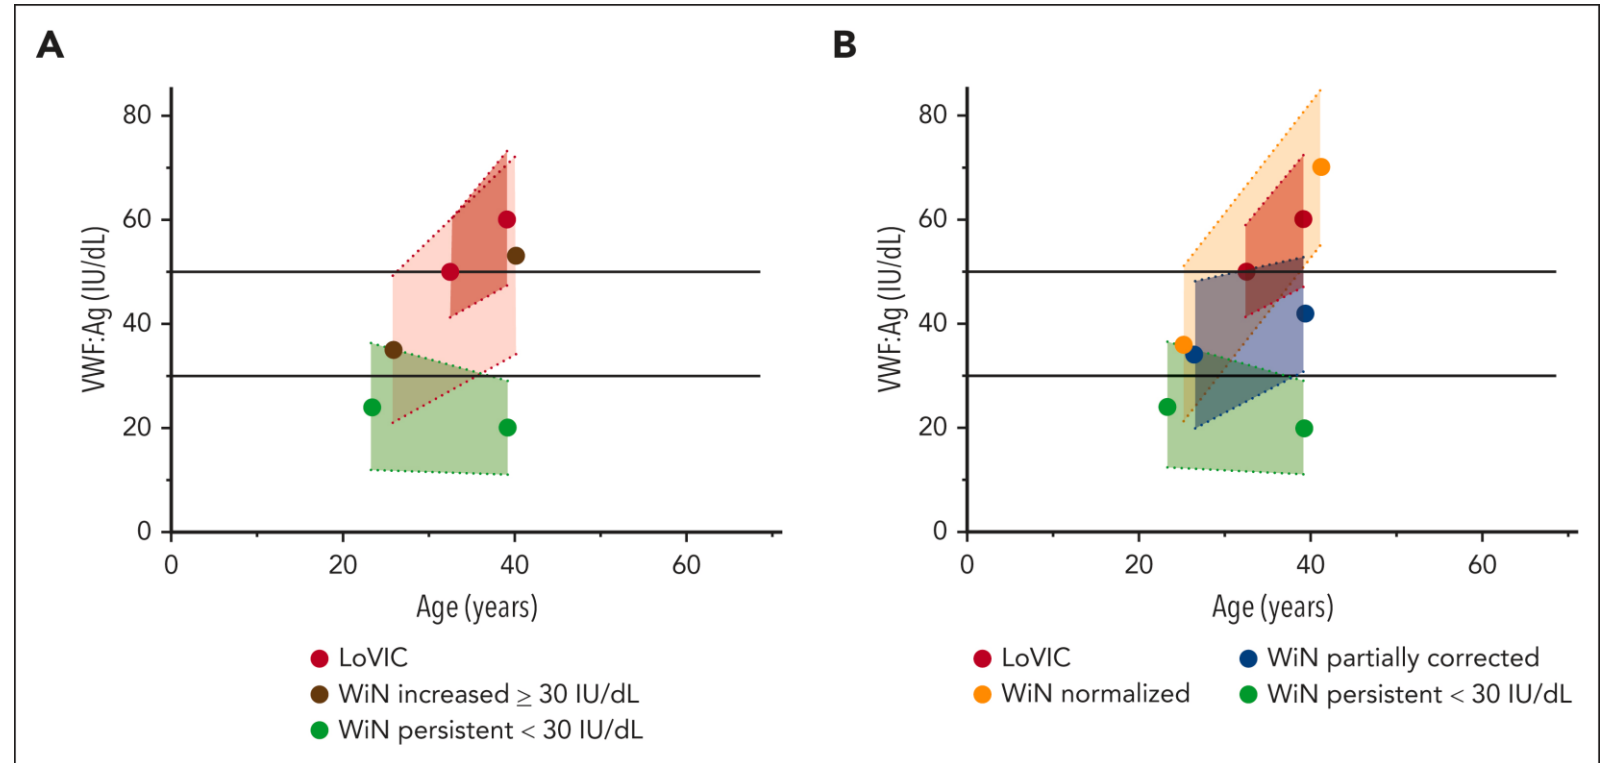 A
B
VWF:Ag (IU/dL)
80
60
40
20
0
0 20 40 60
Age (years)
LoVIC
WiN increased ≥ 30 IU/dL
WiN persistent < 30 IU/dL
VWF:Ag (IU/dL)
80
60
40
20
0
0 20 40 60
Age (years)
LoVIC
WiN normalized
WiN partially corrected
WiN persistent < 30 IU/dL